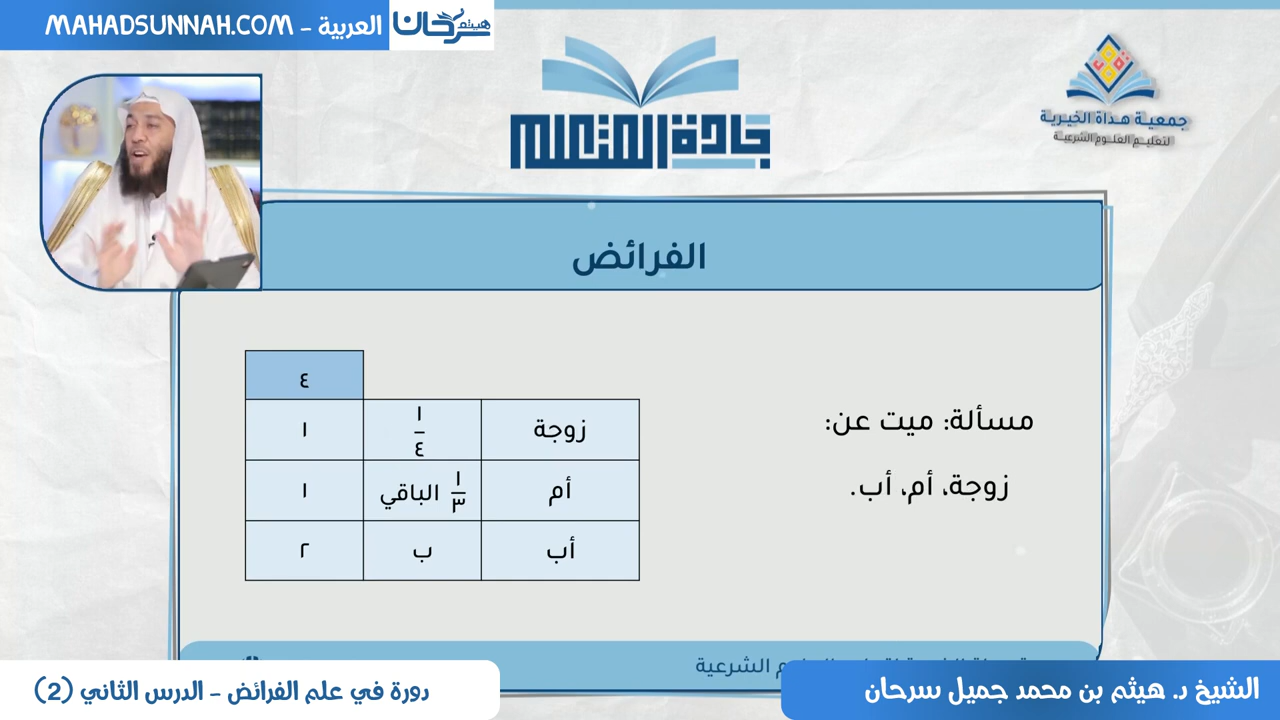 MAHADSUNNAH.COM – العربية
هيثم سرحان
جادة المتعلم
جمعية هداة الخيرية
لتعليم العلوم الشرعية
الفرائض
مسألة: ميت عن:
زوجة، أم، أب.
٤
زوجة ١/٤ ١
أم ١/٣ الباقي ١
أب ب ٢
الشرعية
الشيخ د. هيثم بن محمد جميل سرحان
دورة في علم الفرائض – الدرس الثاني (2)